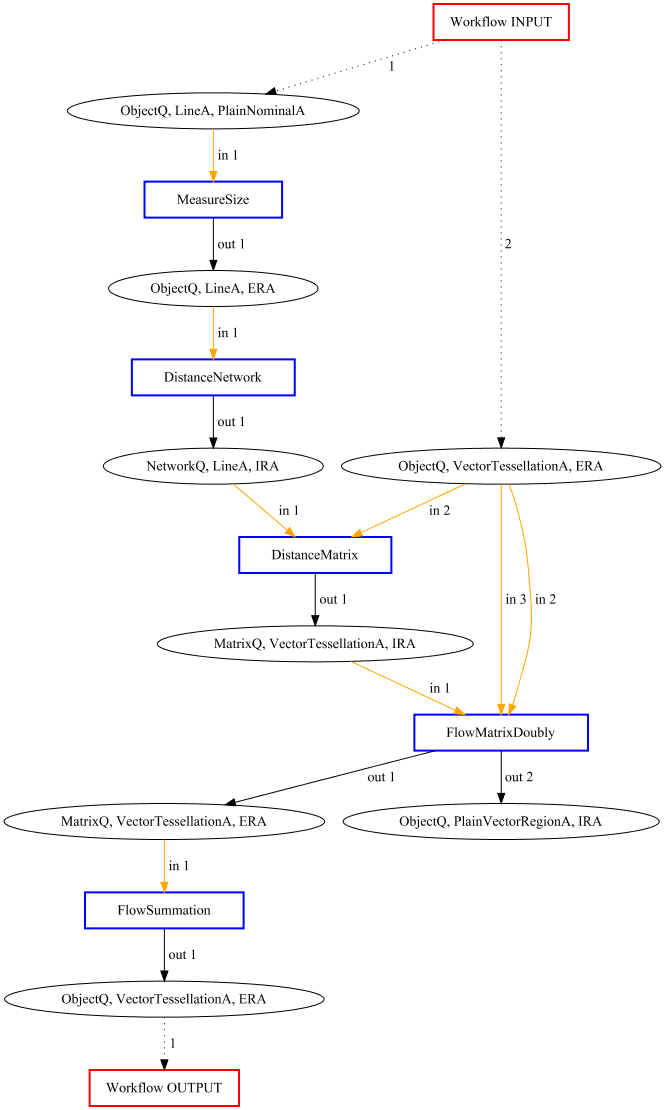 Workflow INPUT
1
ObjectQ, LineA, PlainNominalA
in 1
MeasureSize
out 1
2
ObjectQ, LineA, ERA
in 1
DistanceNetwork
out 1
NetworkQ, LineA, IRA
ObjectQ, VectorTessellationA, ERA
in 1
in 2
DistanceMatrix
in 3
in 2
out 1
MatrixQ, VectorTessellationA, IRA
in 1
FlowMatrixDoubly
out 1
out 2
MatrixQ, VectorTessellationA, ERA
ObjectQ, PlainVectorRegionA, IRA
in 1
FlowSummation
out 1
ObjectQ, VectorTessellationA, ERA
1
Workflow OUTPUT